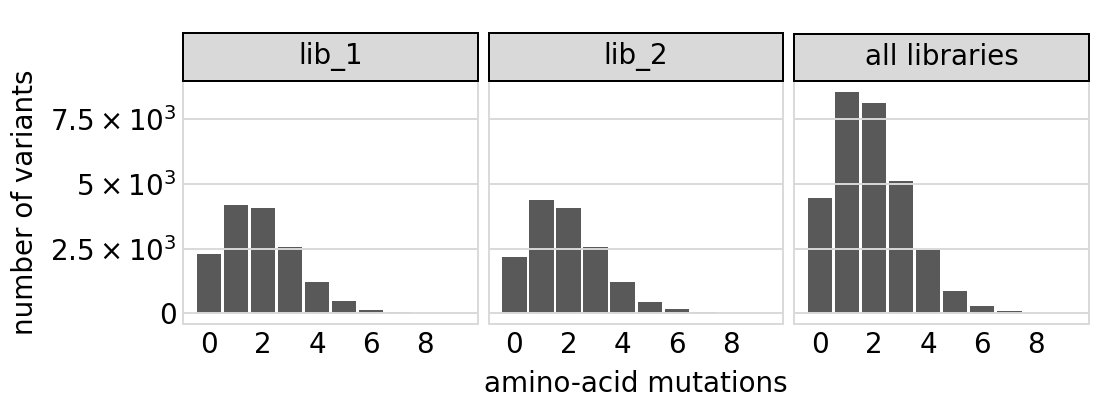 lib_1
lib_2
all libraries
number of variants
7.5 × 10³
5 × 10³
2.5 × 10³
0
0 2 4 6 8
0 2 4 6 8
0 2 4 6 8
amino-acid mutations